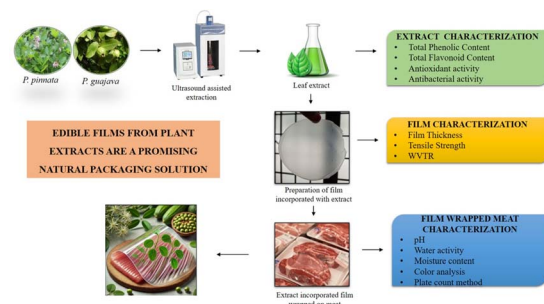 P. pinnata
P. guajava
Ultrasound assisted
extraction
Leaf extract
EXTRACT CHARACTERIZATION
• Total Phenolic Content
• Total Flavonoid Content
• Antioxidant activity
• Antibacterial activity
EDIBLE FILMS FROM PLANT
EXTRACTS ARE A PROMISING
NATURAL PACKAGING SOLUTION
Preparation of film
incorporated with extract
FILM CHARACTERIZATION
• Film Thickness
• Tensile Strength
• WVTR
Extract incorporated film
wrapped on meat
FILM WRAPPED MEAT
CHARACTERIZATION
• pH
• Water activity
• Moisture content
• Color analysis
• Plate count method